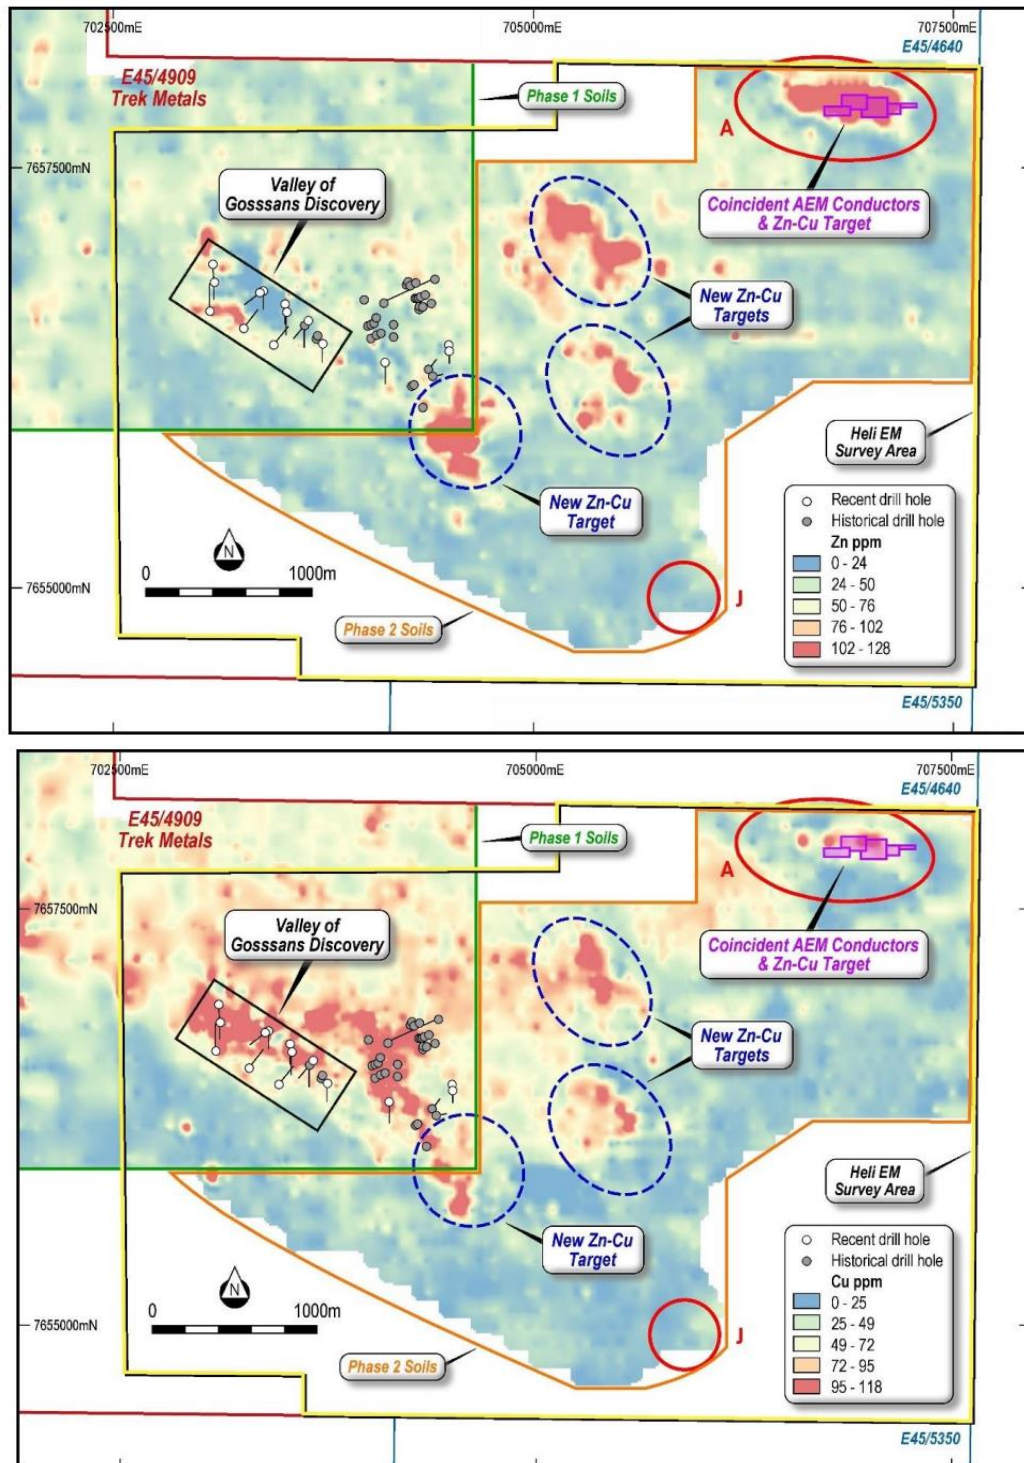 702500mE
705000mE
707500mE
E45/4640
E45/4909
Trek Metals
Phase 1 Soils
A
7657500mN
Valley of
Gosssans Discovery
Coincident AEM Conductors
& Zn-Cu Target
New Zn-Cu
Targets
Heli EM
Survey Area
New Zn-Cu
Target
N
0
1000m
7655000mN
Phase 2 Soils
J
Recent drill hole
Historical drill hole
Zn ppm
0 - 24
24 - 50
50 - 76
76 - 102
102 - 128
E45/5350
702500mE
705000mE
707500mE
E45/4640
E45/4909
Trek Metals
Phase 1 Soils
A
7657500mN
Valley of
Gosssans Discovery
Coincident AEM Conductors
& Zn-Cu Target
New Zn-Cu
Targets
Heli EM
Survey Area
New Zn-Cu
Target
N
0
1000m
7655000mN
Phase 2 Soils
J
Recent drill hole
Historical drill hole
Cu ppm
0 - 25
25 - 49
49 - 72
72 - 95
95 - 118
E45/5350